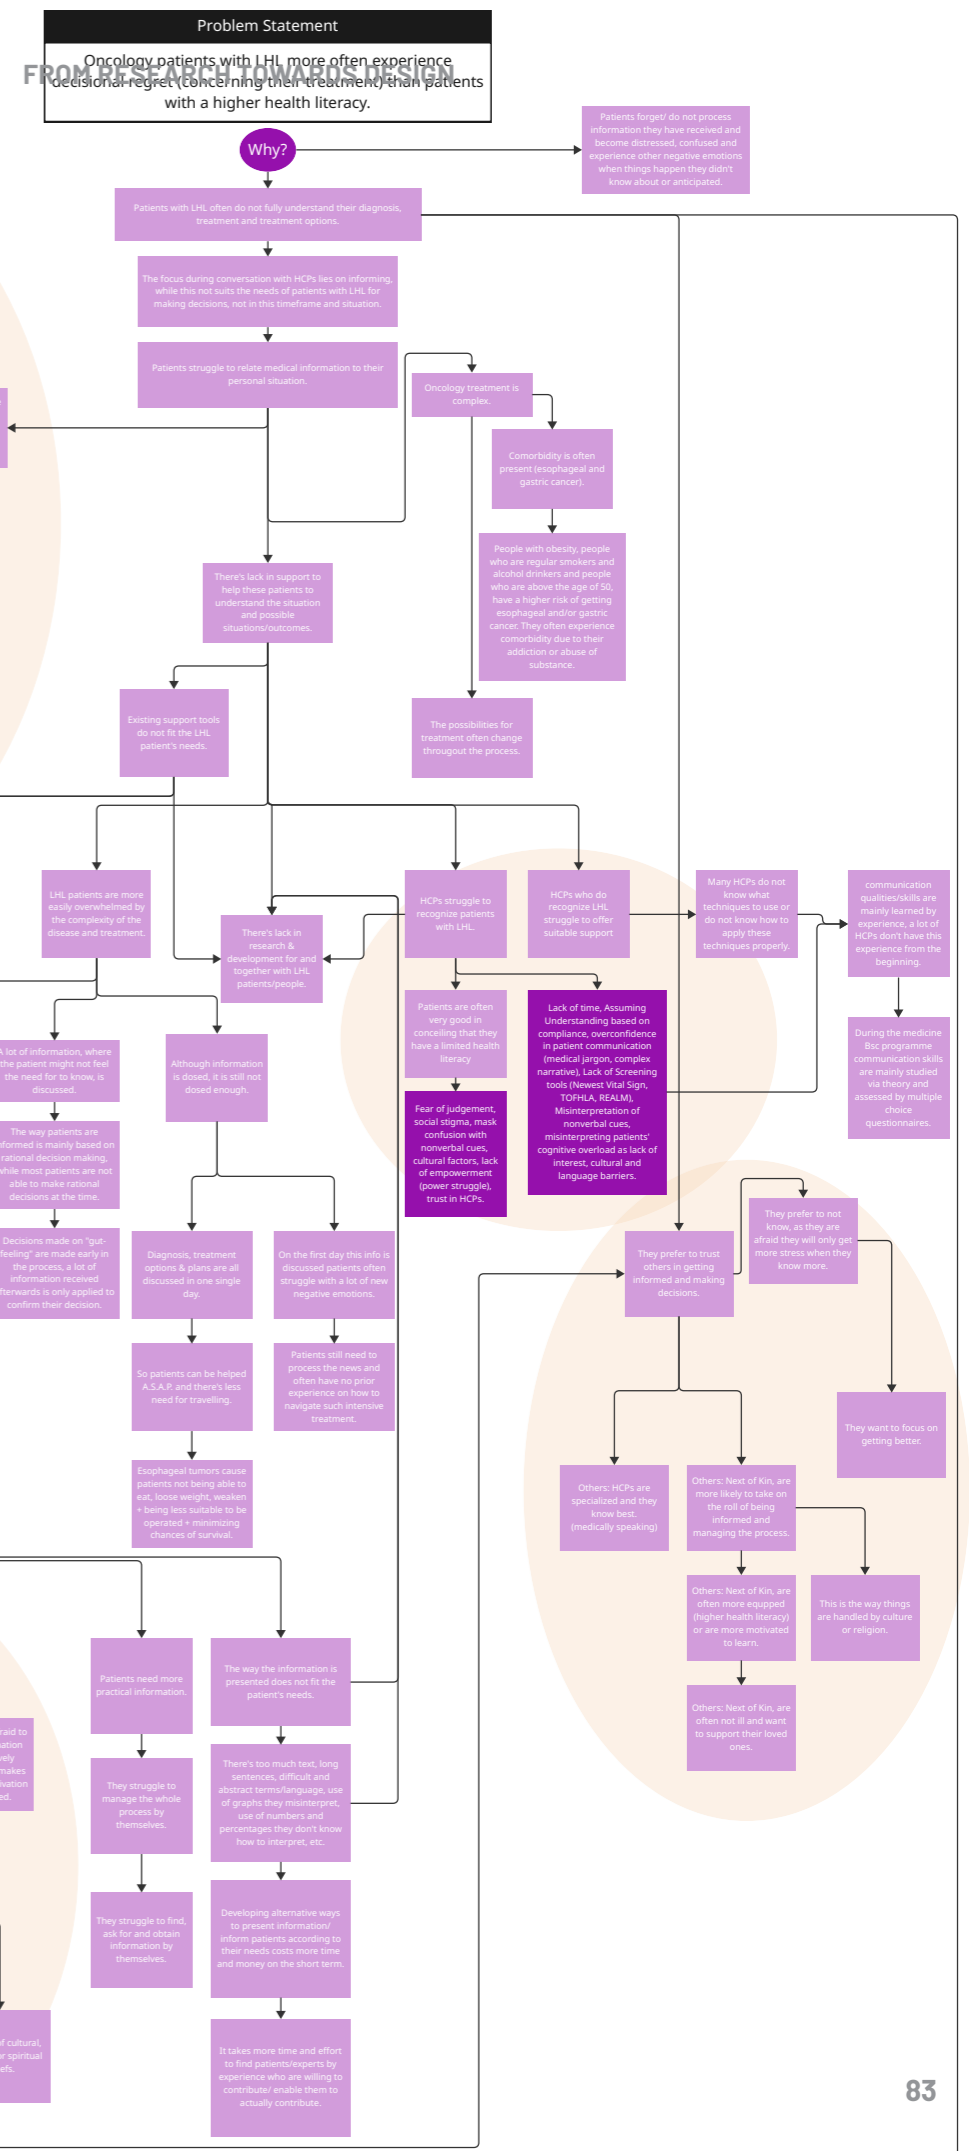 Problem Statement
Oncology patients with LHL more often experience
decisional regret (concerning their treatment) than patients
with a higher health literacy.
FROM RESEARCH TOWARDS DESIGN
Why?
Patients forget/ do not process
information they have received and
become distressed, confused and
experience other negative emotions
when things happen they didn't
know about or anticipated.
Patients with LHL often do not fully understand their diagnosis,
treatment and treatment options.
The focus during conversation with HCPs lies on informing,
while this not suits the needs of patients with LHL for
making decisions, not in this timeframe and situation.
Patients struggle to relate medical information to their
personal situation.
Oncology treatment is
complex.
Comorbidity is often
present (esophageal and
gastric cancer).
People with obesity, people
who are regular smokers and
alcohol drinkers and people
who are above the age of 50,
have a higher risk of getting
esophageal and/or gastric
cancer. They often experience
comorbidity due to their
addiction or abuse of
substance.
The possibilities for
treatment often change
througout the process.
There's lack in support to
help these patients to
understand the situation
and possible
situations/outcomes.
Existing support tools
do not fit the LHL
patient's needs.
LHL patients are more
easily overwhelmed by
the complexity of the
disease and treatment.
There's lack in
research &
development for and
together with LHL
patients/people.
HCPs struggle to
recognize patients
with LHL.
HCPs who do
recognize LHL
struggle to offer
suitable support
Many HCPs do not
know what
techniques to use or
do not know how to
apply these
techniques properly.
communication
qualities/skills are
mainly learned by
experience, a lot of
HCPs don't have this
experience from the
beginning.
During the medicine
Bsc programme
communication skills
are mainly studied
via theory and
assessed by multiple
choice
questionnaires.
Patients are often
very good in
conceiling that they
have a limited health
literacy
Fear of judgement,
social stigma, mask
confusion with
nonverbal cues,
cultural factors, lack
of empowerment
(power struggle),
trust in HCPs.
Lack of time, Assuming
Understanding based on
compliance, overconfidence
in patient communication
(medical jargon, complex
narrative), Lack of Screening
tools (Newest Vital Sign,
TOFHLA, REALM),
Misinterpretation of
nonverbal cues,
misinterpreting patients'
cognitive overload as lack of
interest, cultural and
language barriers.
A lot of information, where
the patient might not feel
the need for to know, is
discussed.
The way patients are
informed is mainly based on
rational decision making,
while most patients are not
able to make rational
decisions at the time.
Decisions made on "gut-
feeling" are made early in
the process, a lot of
information received
afterwards is only applied to
confirm their decision.
Although information
is dosed, it is still not
dosed enough.
Diagnosis, treatment
options & plans are all
discussed in one single
day.
On the first day this info is
discussed patients often
struggle with a lot of new
negative emotions.
So patients can be helped
A.S.A.P. and there's less
need for travelling.
Patients still need to
process the news and
often have no prior
experience on how to
navigate such intensive
treatment.
Esophageal tumors cause
patients not being able to
eat, loose weight, weaken
+ being less suitable to be
operated + minimizing
chances of survival.
They prefer to trust
others in getting
informed and making
decisions.
They prefer to not
know, as they are
afraid they will only get
more stress when they
know more.
They want to focus on
getting better.
Others: HCPs are
specialized and they
know best.
(medically speaking)
Others: Next of Kin, are
more likely to take on
the roll of being
informed and
managing the process.
Others: Next of Kin, are
often more equpped
(higher health literacy)
or are more motivated
to learn.
This is the way things
are handled by culture
or religion.
Others: Next of Kin, are
often not ill and want
to support their loved
ones.
Patients need more
practical information.
They struggle to
manage the whole
process by
themselves.
They struggle to find,
ask for and obtain
information by
themselves.
The way the information is
presented does not fit the
patient's needs.
There's too much text, long
sentences, difficult and
abstract terms/language, use
of graphs they misinterpret,
use of numbers and
percentages they don't know
how to interpret, etc.
Developing alternative ways
to present information/
inform patients according to
their needs costs more time
and money on the short term.
It takes more time and effort
to find patients/experts by
experience who are willing to
contribute/ enable them to
actually contribute.
to
makes
of cultural,
spiritual
83